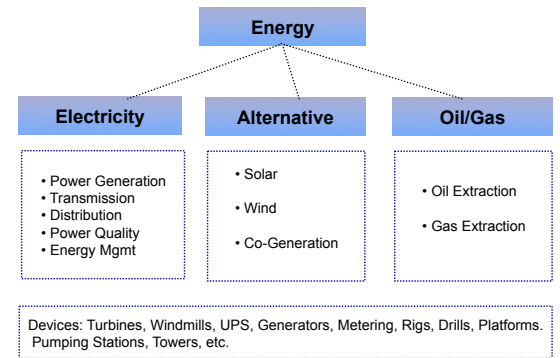 Energy
Electricity
Alternative
Oil/Gas
• Power Generation
• Transmission
• Distribution
• Power Quality
• Energy Mgmt
• Solar
• Wind
• Co-Generation
• Oil Extraction
• Gas Extraction
Devices: Turbines, Windmills, UPS, Generators, Metering, Rigs, Drills, Platforms.
Pumping Stations, Towers, etc.